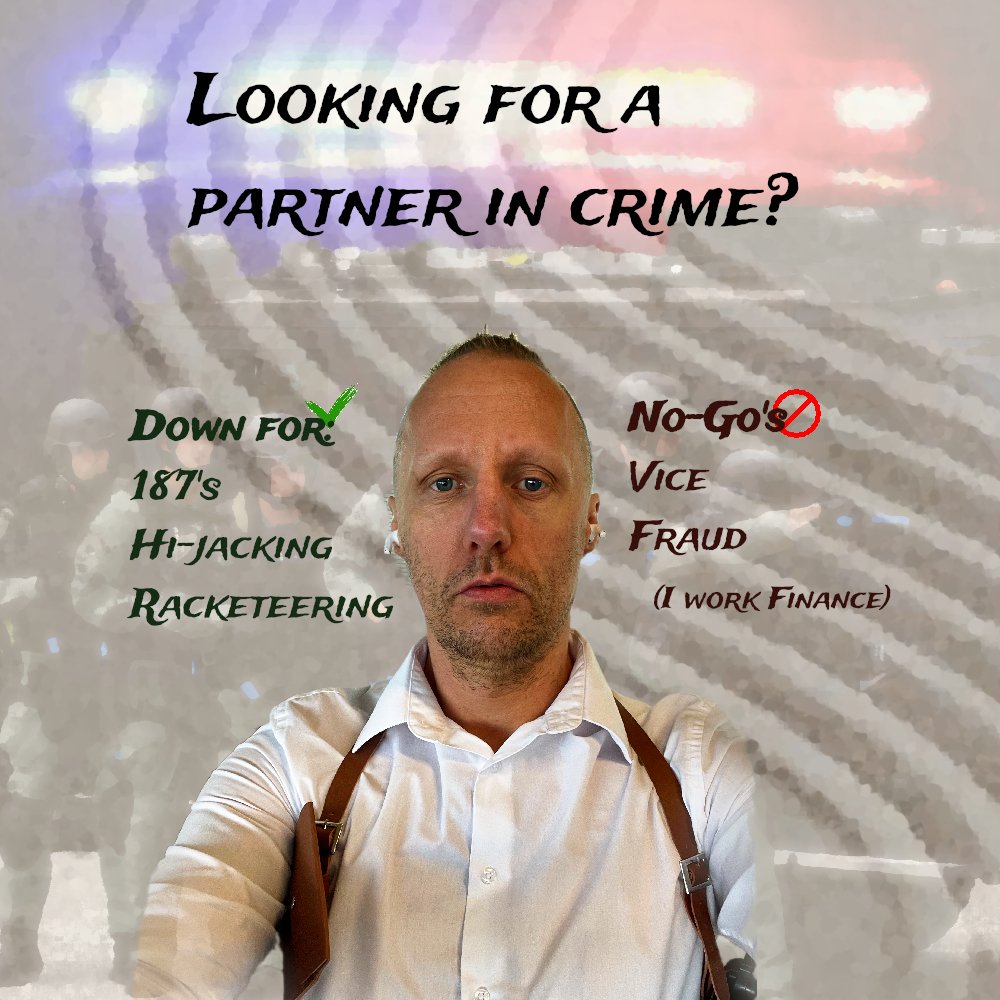 Looking for a
partner in crime?
Down for:
187's
Hi-jacking
Racketeering
No-Go's
Vice
Fraud
(I work Finance)